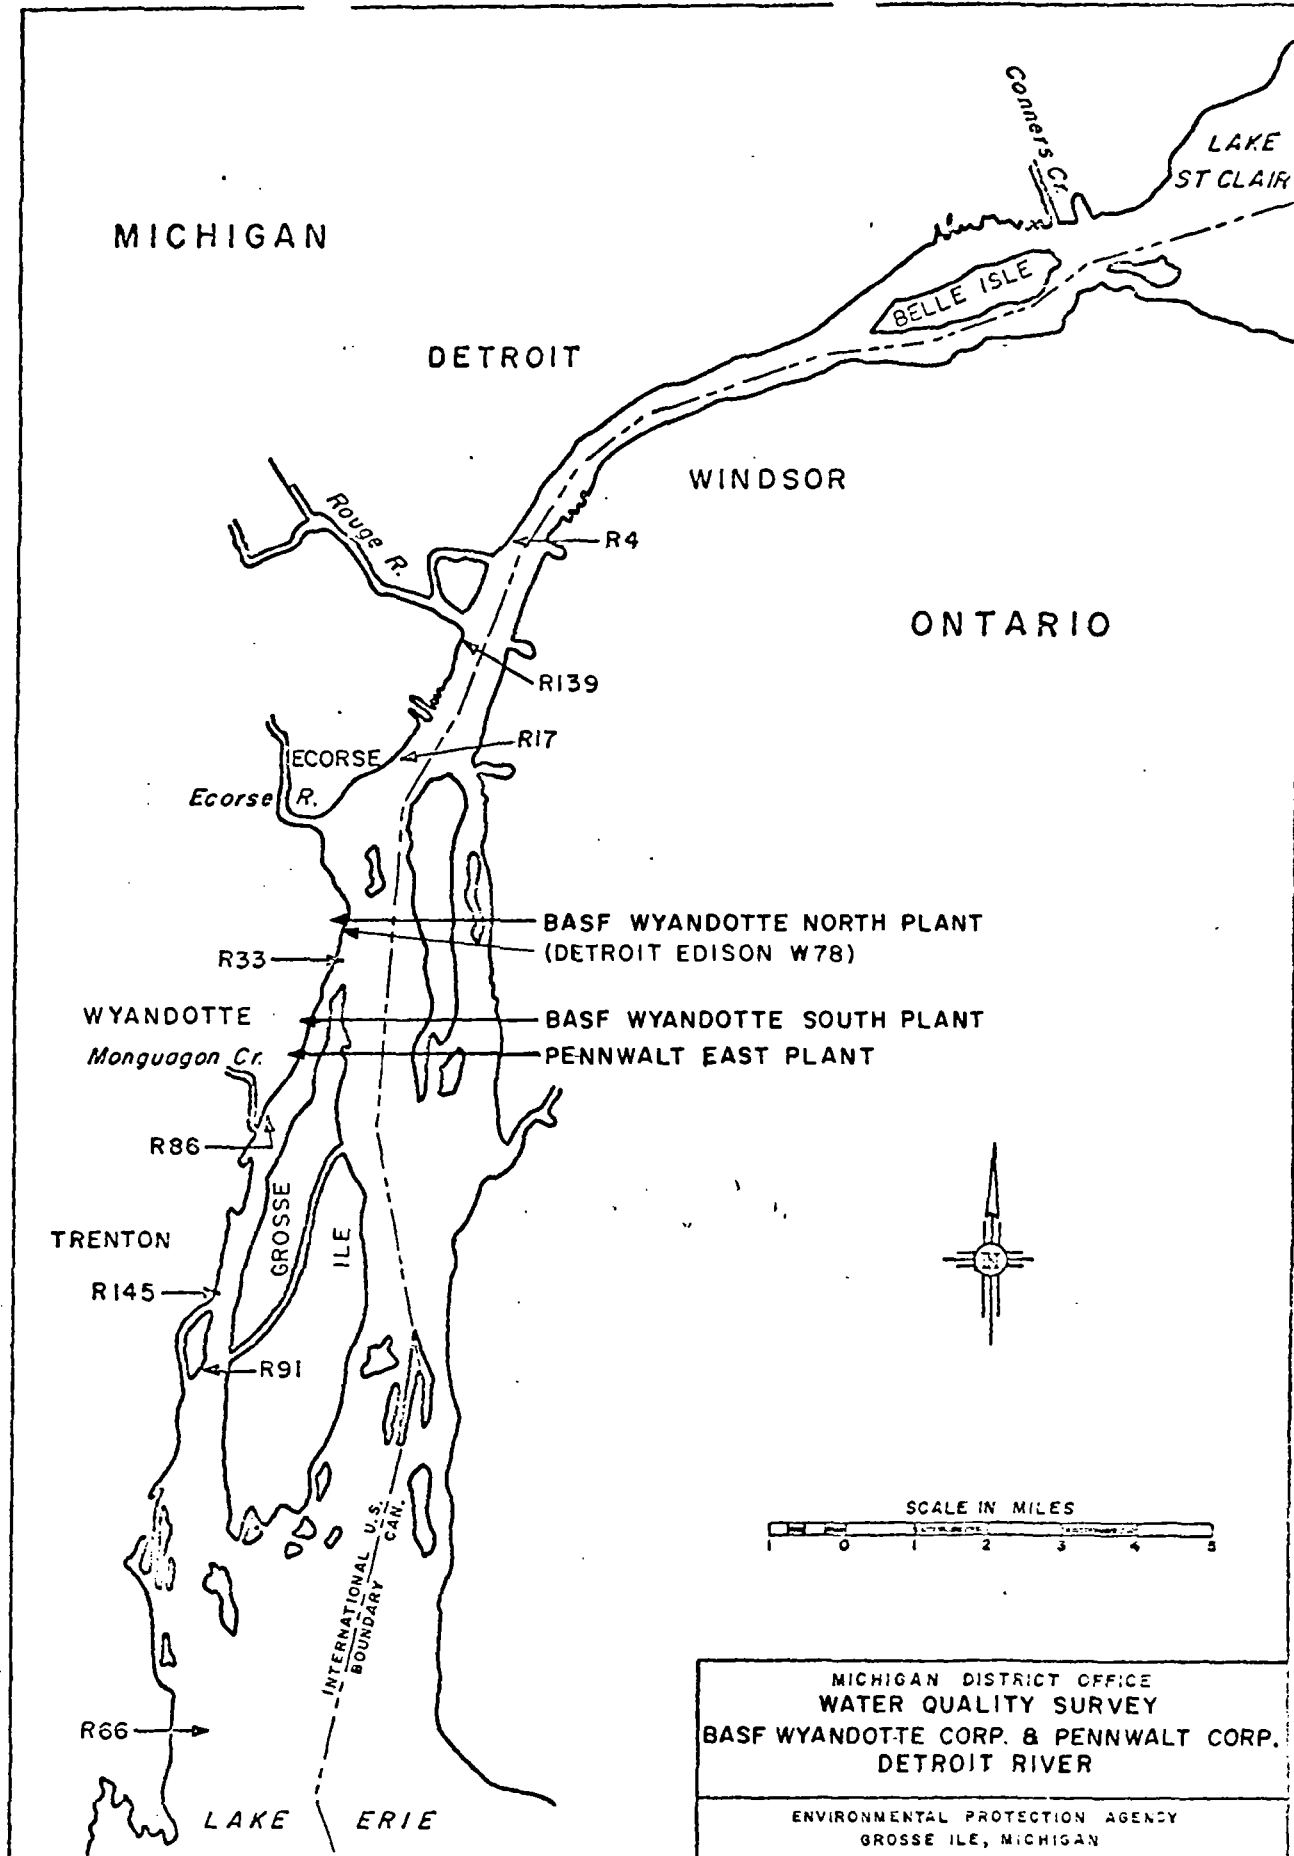 Conners Cr.
LAKE
ST CLAIR
MICHIGAN
BELLE ISLE
DETROIT
WINDSOR
Rouge R.
R4
ONTARIO
R139
R17
ECORSE
Ecorse R.
BASF WYANDOTTE NORTH PLANT
(DETROIT EDISON W78)
R33
WYANDOTTE
BASF WYANDOTTE SOUTH PLANT
Monguagon Cr.
PENNWALT EAST PLANT
R86
GROSSE
ILE
TRENTON
N
R145
R91
SCALE IN MILES
1 0 1 2 3 4 5
INTERNATIONAL U.S.
BOUNDARY CAN.
R66
LAKE ERIE
MICHIGAN DISTRICT OFFICE
WATER QUALITY SURVEY
BASF WYANDOTTE CORP. & PENNWALT CORP.
DETROIT RIVER
ENVIRONMENTAL PROTECTION AGENCY
GROSSE ILE, MICHIGAN